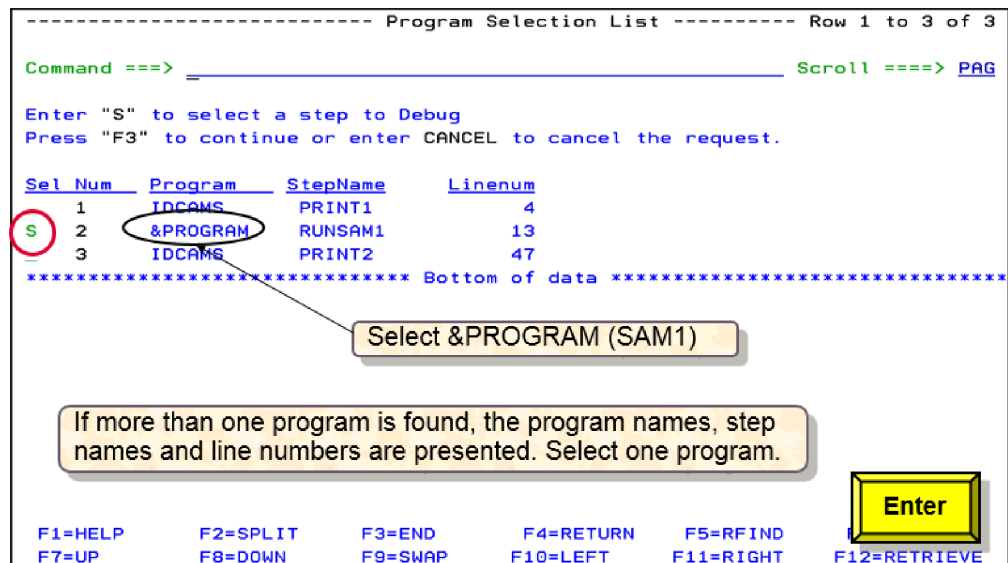 ---------------------------- Program Selection List ---------- Row 1 to 3 of 3
Command ===> Scroll ====> PAG
Enter "S" to select a step to Debug
Press "F3" to continue or enter CANCEL to cancel the request.
Sel Num Program StepName Linenum
1 IDCAMS PRINT1 4
S 2 &PROGRAM RUNSAM1 13
3 IDCAMS PRINT2 47
******************************* Bottom of data ********************************
Select &PROGRAM (SAM1)
If more than one program is found, the program names, step
names and line numbers are presented. Select one program.
Enter
F1=HELP F2=SPLIT F3=END F4=RETURN F5=RFIND
F7=UP F8=DOWN F9=SWAP F10=LEFT F11=RIGHT F12=RETRIEVE